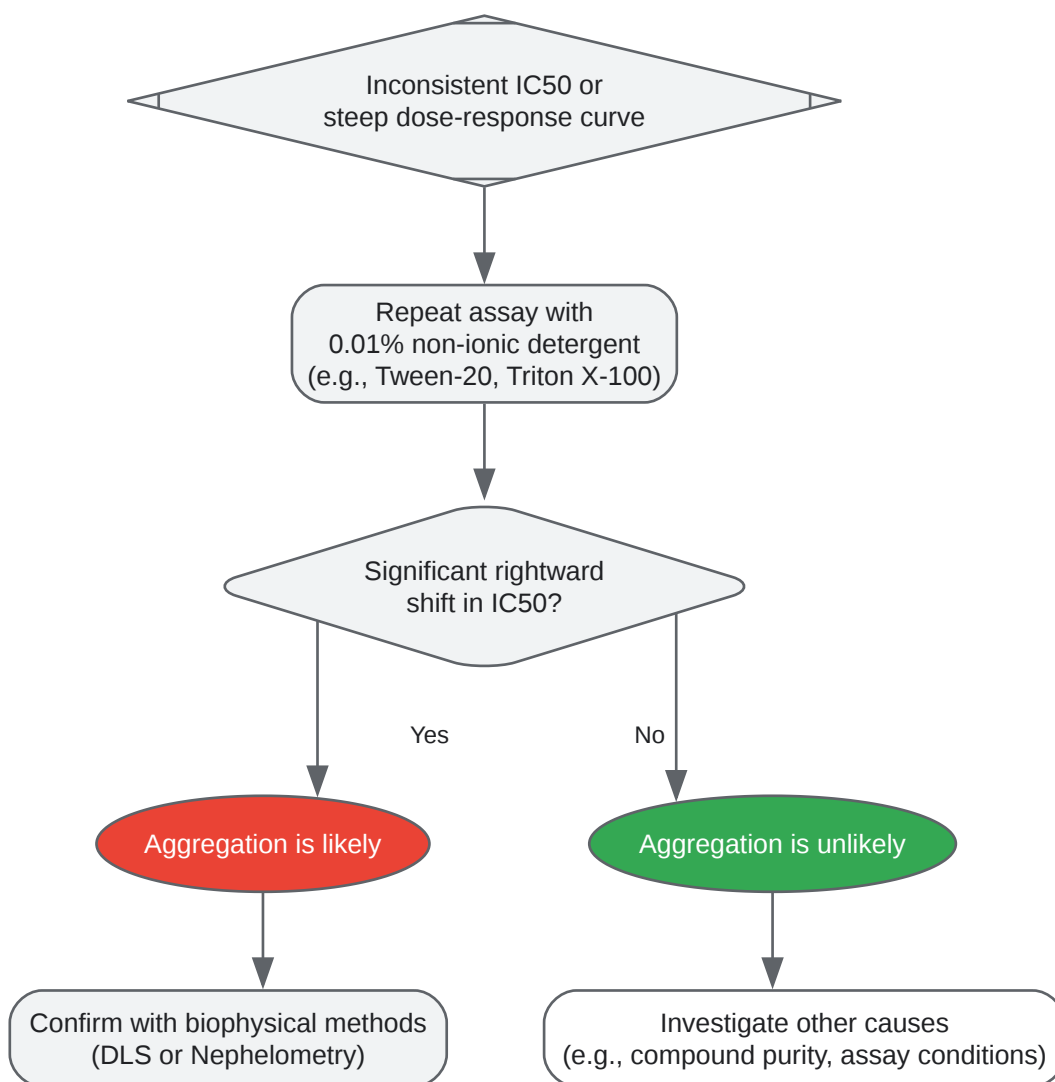 Inconsistent IC50 or
steep dose-response curve
Repeat assay with
0.01% non-ionic detergent
(e.g., Tween-20, Triton X-100)
Significant rightward
shift in IC50?
Yes
No
Aggregation is likely
Aggregation is unlikely
Confirm with biophysical methods
(DLS or Nephelometry)
Investigate other causes
(e.g., compound purity, assay conditions)